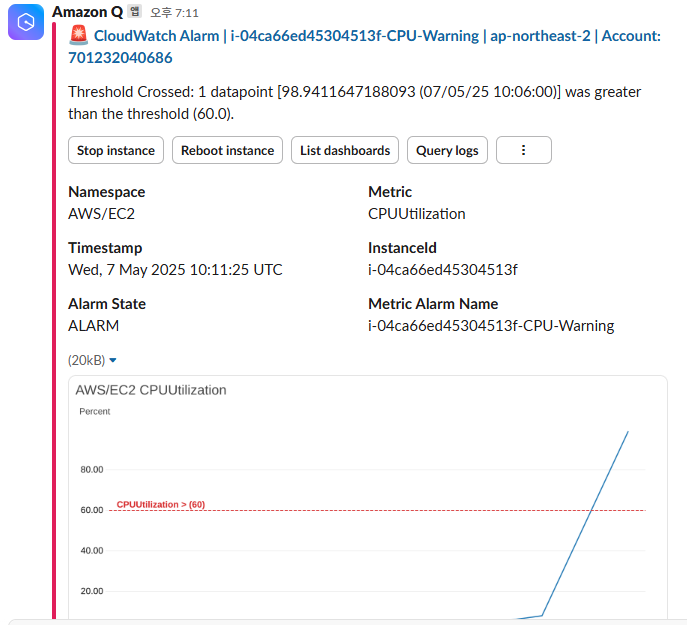 Amazon Q 앱 오후 7:11
CloudWatch Alarm | i-04ca66ed45304513f-CPU-Warning | ap-northeast-2 | Account:
701232040686
Threshold Crossed: 1 datapoint [98.9411647188093 (07/05/25 10:06:00)] was greater
than the threshold (60.0).
Stop instance Reboot instance List dashboards Query logs
Namespace Metric
AWS/EC2 CPUUtilization
Timestamp InstanceId
Wed, 7 May 2025 10:11:25 UTC i-04ca66ed45304513f
Alarm State Metric Alarm Name
ALARM i-04ca66ed45304513f-CPU-Warning
(20kB)
AWS/EC2 CPUUtilization
Percent
80.00
CPUUtilization > (60)
60.00
40.00
20.00